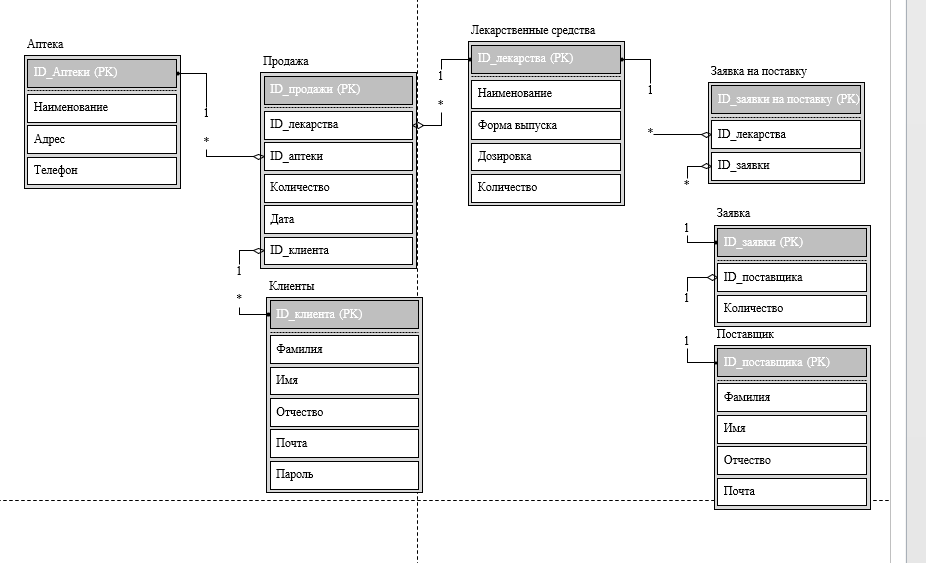 Аптека
ID_Аптеки (PK)
Наименование
Адрес
Телефон
1
*
Продажа
ID_продажи (PK)
ID_лекарства
ID_аптеки
Количество
Дата
ID_клиента
1
*
Клиенты
ID_клиента (PK)
Фамилия
Имя
Отчество
Почта
Пароль
1
*
Лекарственные средства
ID_лекарства (PK)
Наименование
Форма выпуска
Дозировка
Количество
1
*
Заявка на поставку
ID_заявки на поставку (PK)
ID_лекарства
ID_заявки
*
1
Заявка
ID_заявки (PK)
ID_поставщика
Количество
1
1
Поставщик
ID_поставщика (PK)
Фамилия
Имя
Отчество
Почта